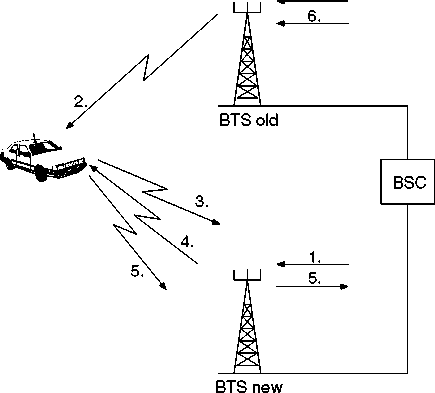 6.
2.
BTS old
BSC
3.
4.
1.
5.
5.
BTS new